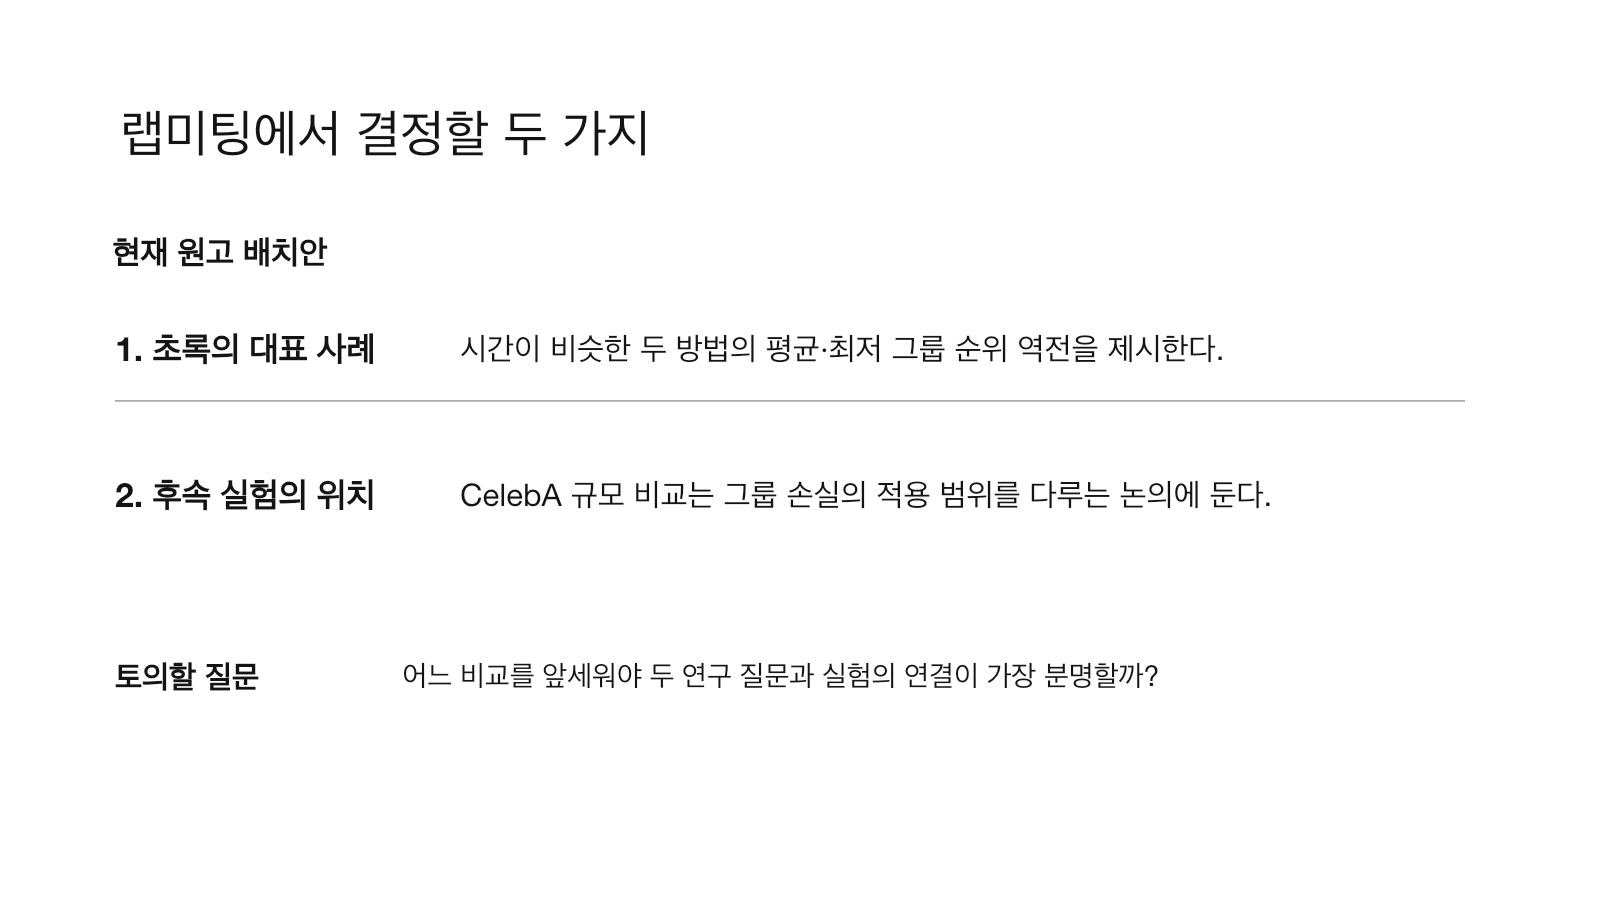 랩미팅에서 결정할 두 가지
현재 원고 배치안
1. 초록의 대표 사례 시간이 비슷한 두 방법의 평균·최저 그룹 순위 역전을 제시한다.
2. 후속 실험의 위치 CelebA 규모 비교는 그룹 손실의 적용 범위를 다루는 논의에 둔다.
토의할 질문 어느 비교를 앞세워야 두 연구 질문과 실험의 연결이 가장 분명할까?